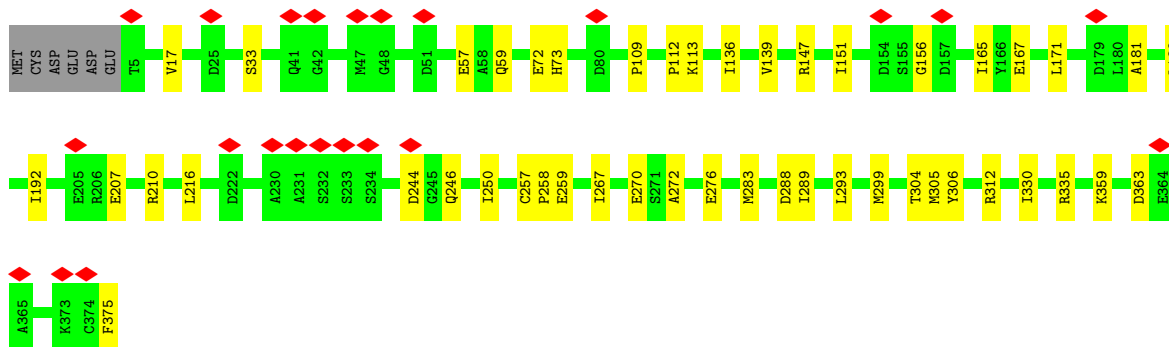 MET CYS ASP GLU ASP GLU T5 V17 D25 S33 Q41 G42 M47 G48 D51 E57 A58 Q59 E72 H73 D80 P109 P112 K113 I136 V139 R147 I151 D154 S155 G156 D157 I165 Y166 E167 L171 D179 L180 A181
I192 E205 R206 E207 R210 L216 D222 A230 A231 S232 S233 S234 D244 G245 Q246 I250 C257 P258 E259 I267 E270 S271 A272 E276 M283 D288 I289 L293 M299 T304 M305 Y306 R312 I330 R335 K359 D363 E364
A365 K373 C374 F375